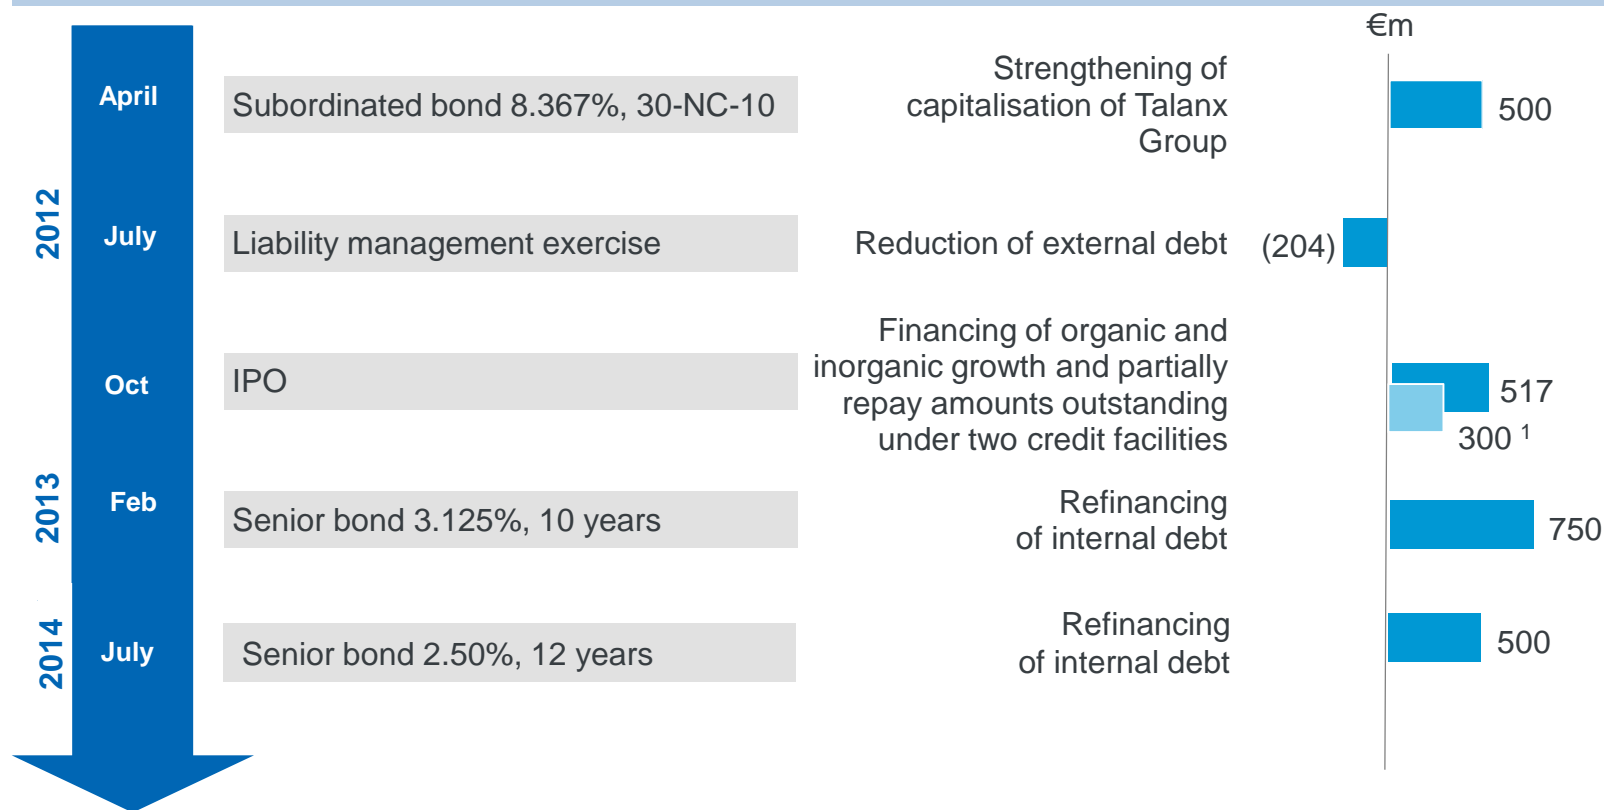 €m
2012
April
Subordinated bond 8.367%, 30-NC-10
Strengthening of
capitalisation of Talanx
Group
500
July
Liability management exercise
Reduction of external debt
(204)
Oct
IPO
Financing of organic and
inorganic growth and partially
repay amounts outstanding
under two credit facilities
517
300 1
2013
Feb
Senior bond 3.125%, 10 years
Refinancing
of internal debt
750
2014
July
Senior bond 2.50%, 12 years
Refinancing
of internal debt
500